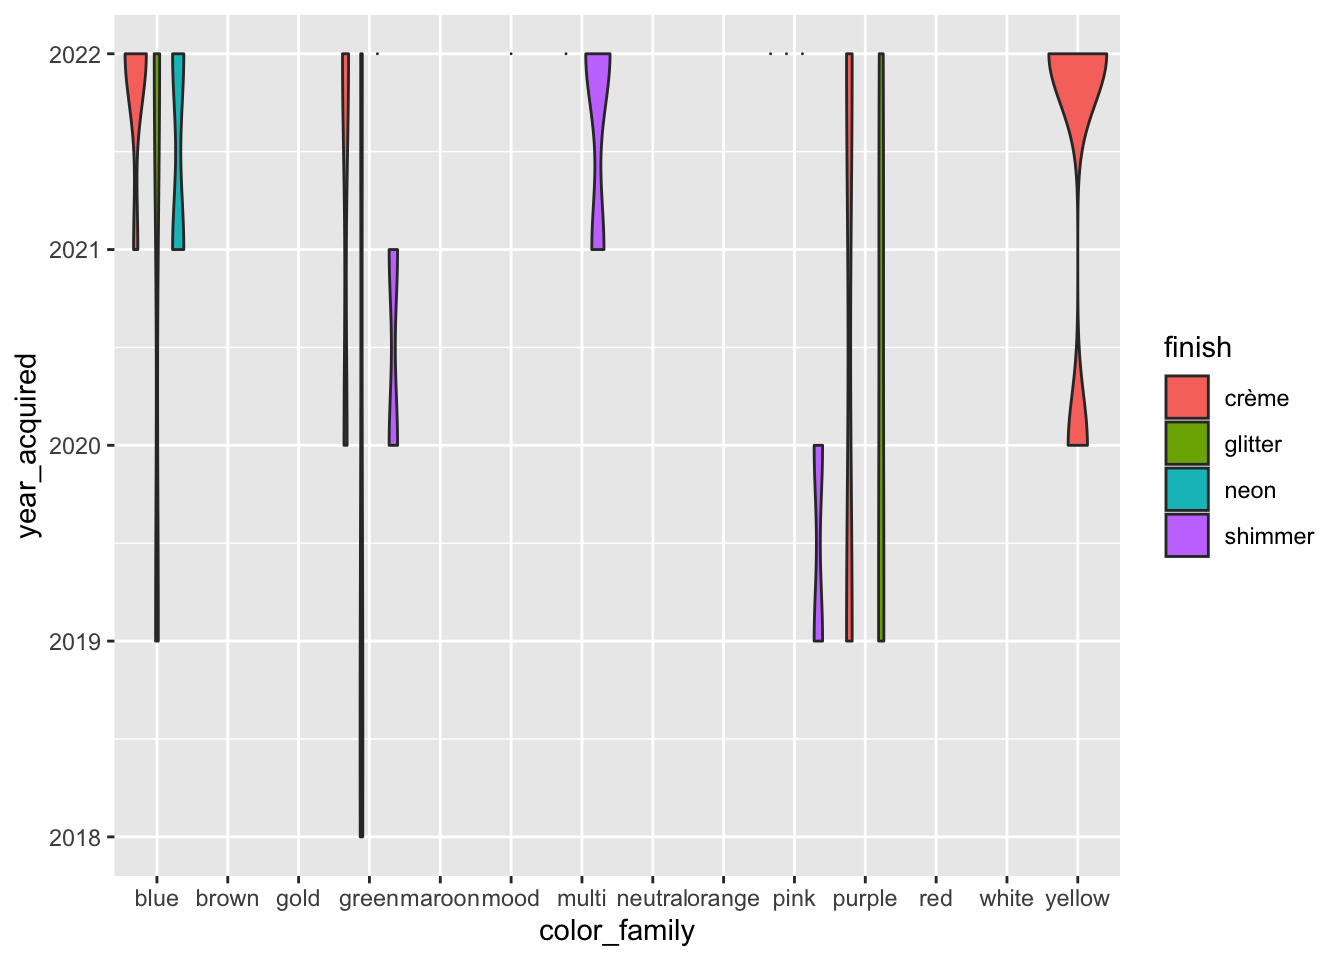 2022
2021
2020
2019
2018
year_acquired
blue brown gold green maroon mood multi neutral orange pink purple red white yellow
color_family
finish
crème
glitter
neon
shimmer